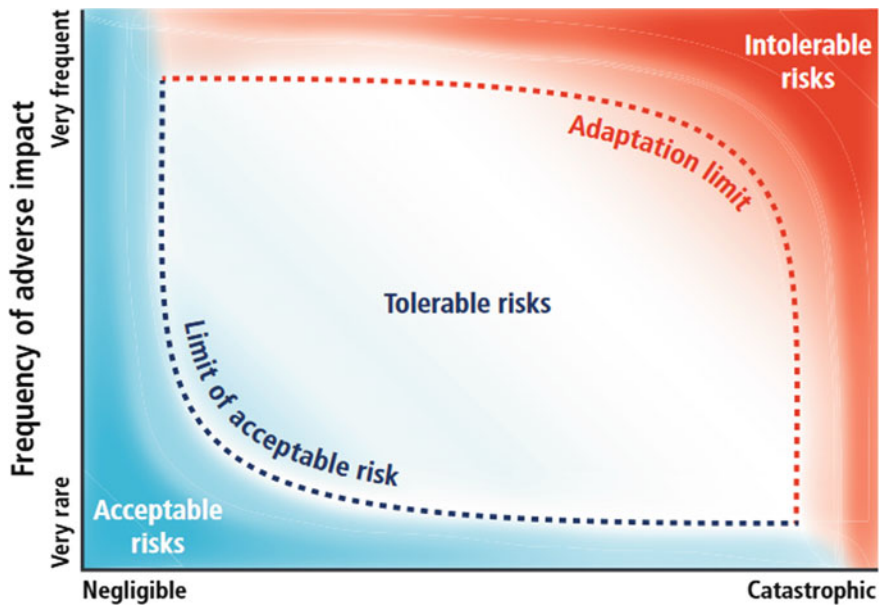 Very frequent
Intolerable
risks
Adaptation limit
Frequency of adverse impact
Tolerable risks
Limit of acceptable risk
Very rare
Acceptable
risks
Negligible
Catastrophic